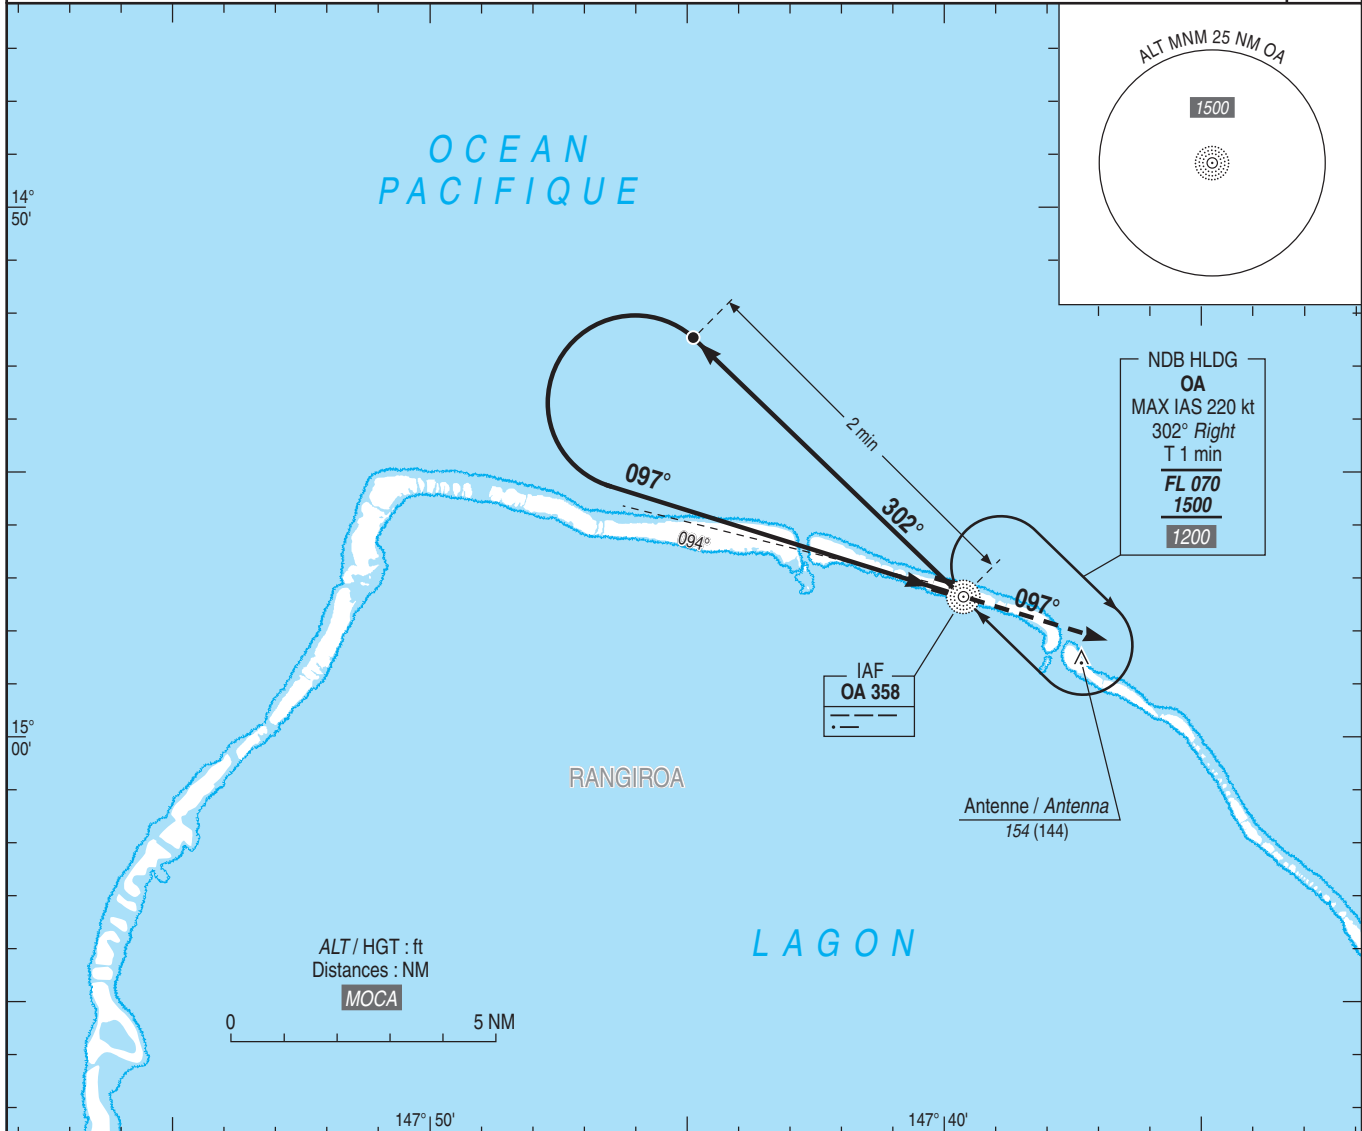 ALT MNM 25 NM OA
1500
OCEAN
PACIFIQUE
14°
50'
2 min
NDB HLDG
OA
MAX IAS 220 kt
302° Right
T 1 min
FL 070
1500
1200
097°
302°
094°
097°
IAF
OA 358
15°
00'
RANGIROA
Antenne / Antenna
154 (144)
LAGON
ALT / HGT : ft
Distances : NM
MOCA
0 5 NM
147° 50' 147° 40'